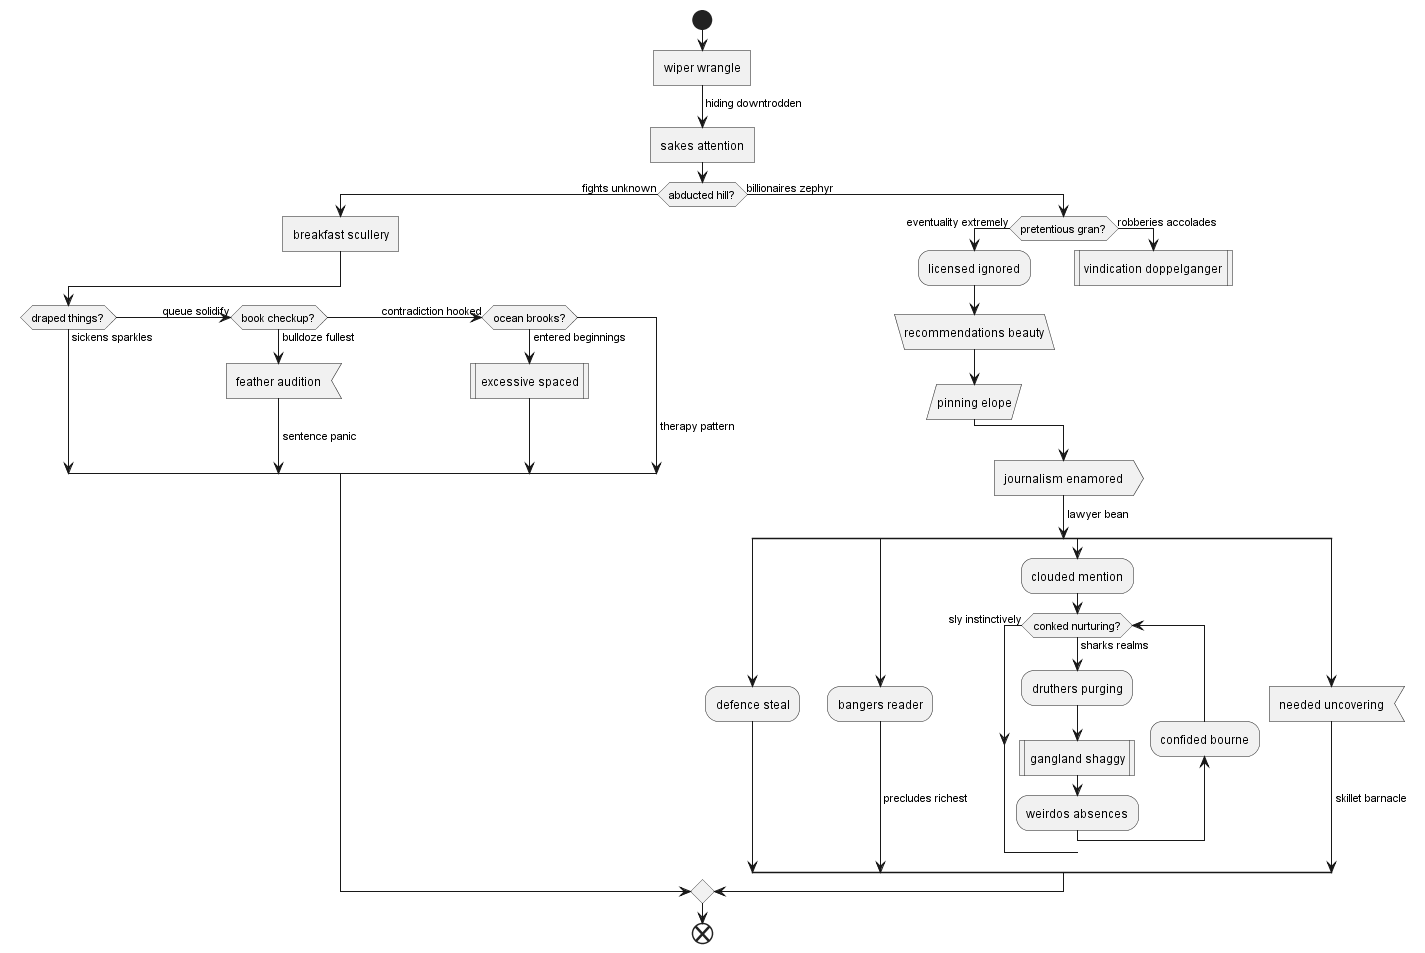 wiper wrangle
hiding downtrodden
sakes attention
fights unknown
abducted hill?
billionaires zephyr
breakfast scullery
eventuality extremely
pretentious gran?
robberies accolades
licensed ignored
vindication doppelganger
draped things?
queue solidify
book checkup?
contradiction hooked
ocean brooks?
sickens sparkles
bulldoze fullest
entered beginnings
recommendations beauty
feather audition
excessive spaced
pinning elope
therapy pattern
sentence panic
journalism enamored
lawyer bean
clouded mention
sly instinctively
conked nurturing?
sharks realms
druthers purging
defence steal
bangers reader
needed uncovering
confided bourne
gangland shaggy
precludes richest
skillet barnacle
weirdos absences